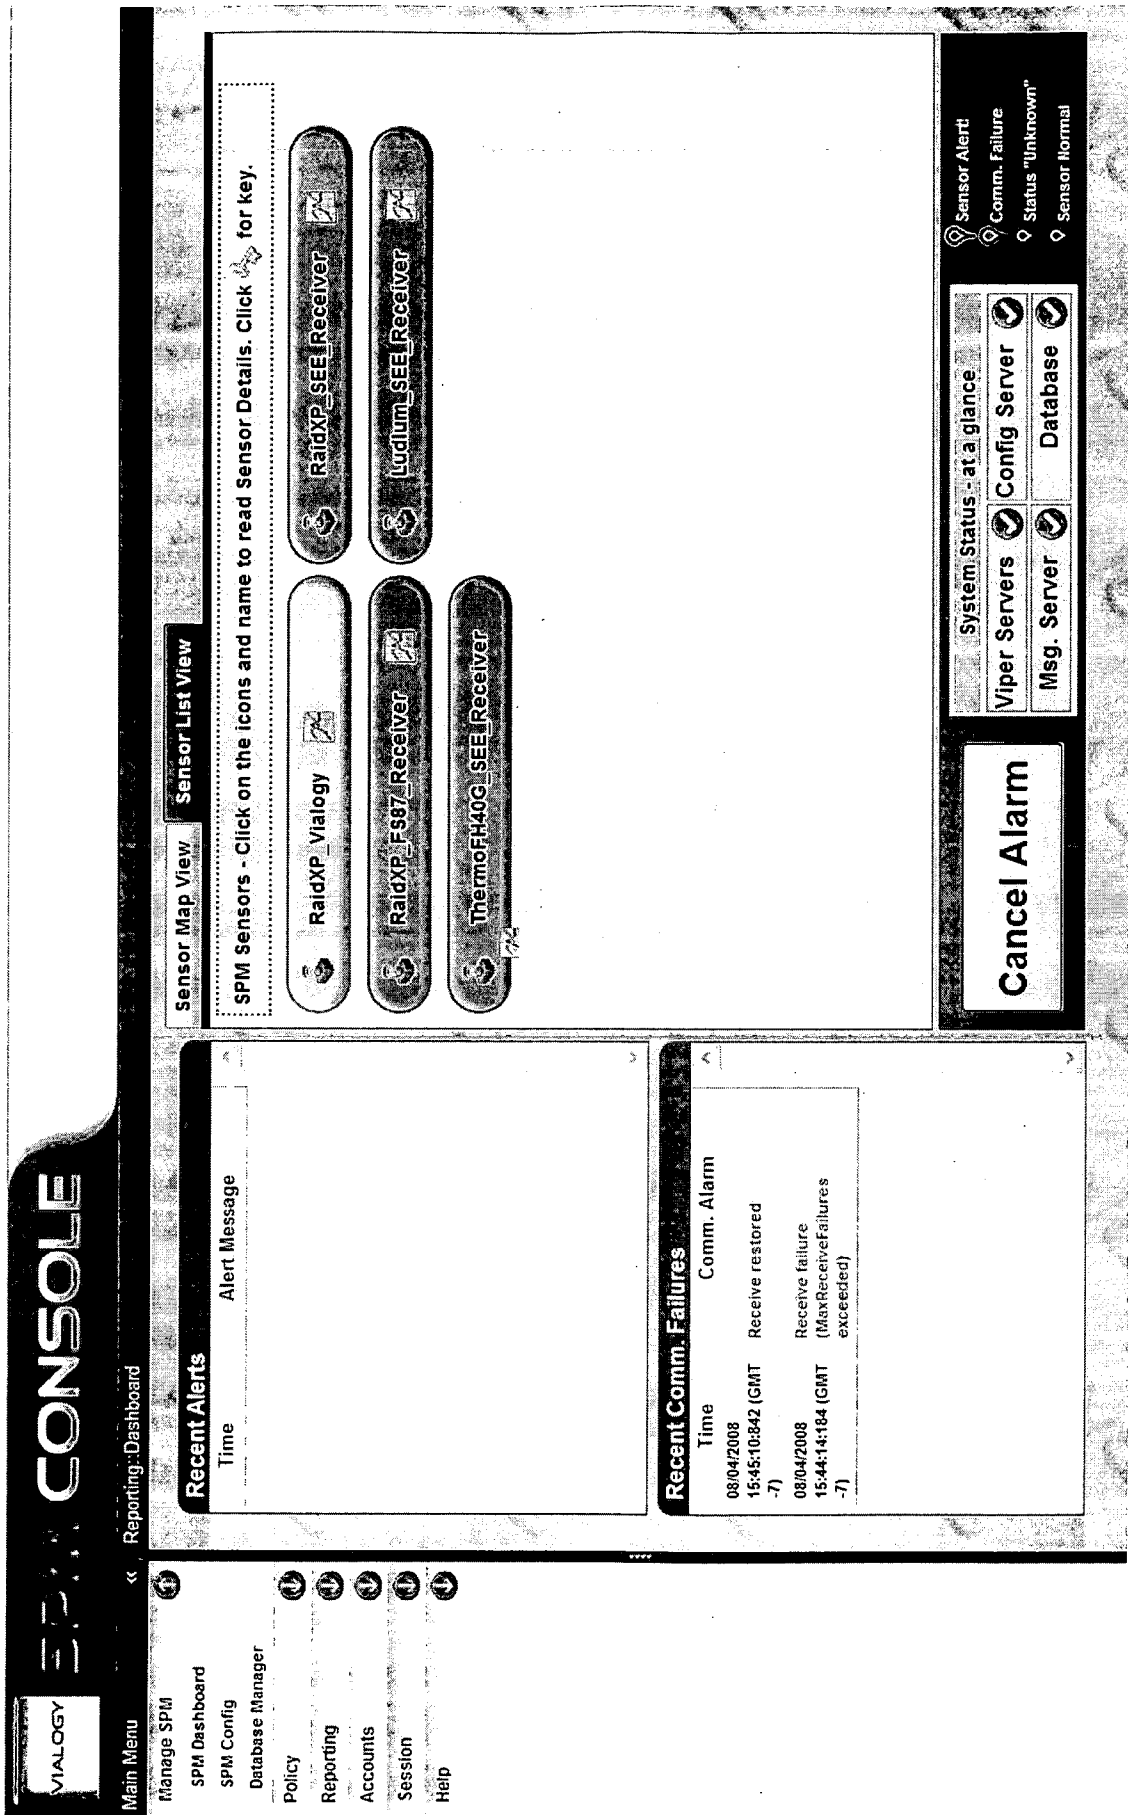 VIALOGY
SPM CONSOLE
Main Menu
«
Reporting::Dashboard
Manage SPM
SPM Dashboard
SPM Config
Database Manager
Policy
Reporting
Accounts
Session
Help
Recent Alerts
Time Alert Message
Recent Comm. Failures
Time Comm. Alarm
08/04/2008
15:45:10:842 (GMT Receive restored
-7)
08/04/2008 Receive failure
15:44:14:184 (GMT (MaxReceiveFailures
-7) exceeded)
Sensor Map View
Sensor List View
SPM Sensors - Click on the icons and name to read Sensor Details. Click for key.
RaidXP_Vialogy
RaidXP_SEE_Receiver
RaidXP_FS87_Receiver
Ludlum_SEE_Receiver
ThermoFH40G_SEE_Receiver
Cancel Alarm
System Status - at a glance
Viper Servers
Config Server
Msg. Server
Database
Sensor Alert!
Comm. Failure
Status "Unknown"
Sensor Normal